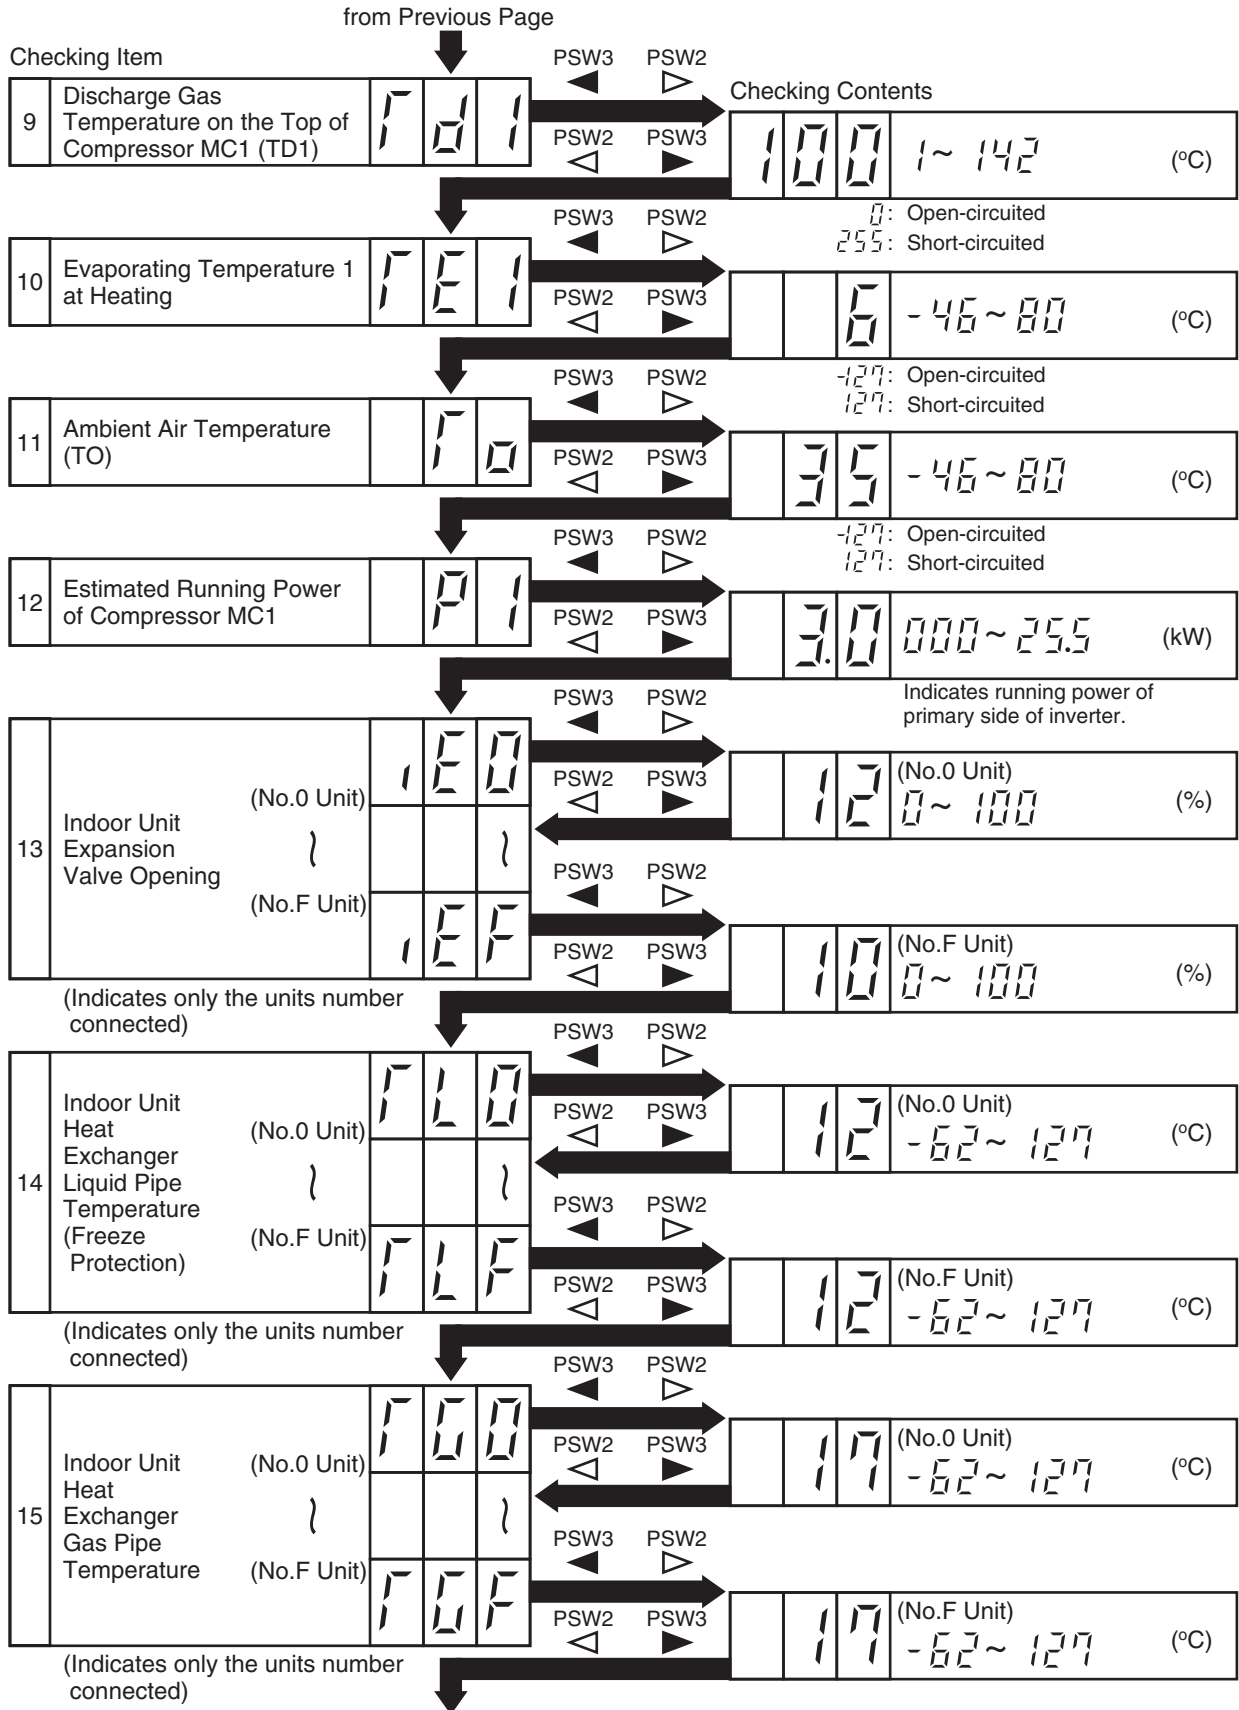 from Previous Page
Checking Item
PSW3 PSW2
9
Discharge Gas
Temperature on the Top of
Compressor MC1 (TD1)
Td1
PSW2 PSW3
Checking Contents
100 1~ 142 (°C)
0: Open-circuited
255: Short-circuited
PSW3 PSW2
10
Evaporating Temperature 1
at Heating
TE1
PSW2 PSW3
6 -46~80 (°C)
-127: Open-circuited
127: Short-circuited
PSW3 PSW2
11
Ambient Air Temperature
(TO)
To
PSW2 PSW3
35 -46~80 (°C)
-127: Open-circuited
127: Short-circuited
PSW3 PSW2
12
Estimated Running Power
of Compressor MC1
P1
PSW2 PSW3
3.0 000~25.5 (kW)
Indicates running power of
primary side of inverter.
PSW3 PSW2
13
Indoor Unit
Expansion
Valve Opening
(No.0 Unit)
~
(No.F Unit)
iE0
~
iEF
PSW2 PSW3
12 (No.0 Unit)
0~ 100 (%)
PSW3 PSW2
PSW2 PSW3
10 (No.F Unit)
0~ 100 (%)
(Indicates only the units number
connected)
PSW3 PSW2
14
Indoor Unit
Heat
Exchanger
Liquid Pipe
Temperature
(Freeze
Protection)
(No.0 Unit)
~
(No.F Unit)
TL0
~
TLF
PSW2 PSW3
12 (No.0 Unit)
-62~ 127 (°C)
PSW3 PSW2
PSW2 PSW3
12 (No.F Unit)
-62~ 127 (°C)
(Indicates only the units number
connected)
PSW3 PSW2
15
Indoor Unit
Heat
Exchanger
Gas Pipe
Temperature
(No.0 Unit)
~
(No.F Unit)
TG0
~
TGF
PSW2 PSW3
17 (No.0 Unit)
-62~ 127 (°C)
PSW3 PSW2
PSW2 PSW3
17 (No.F Unit)
-62~ 127 (°C)
(Indicates only the units number
connected)